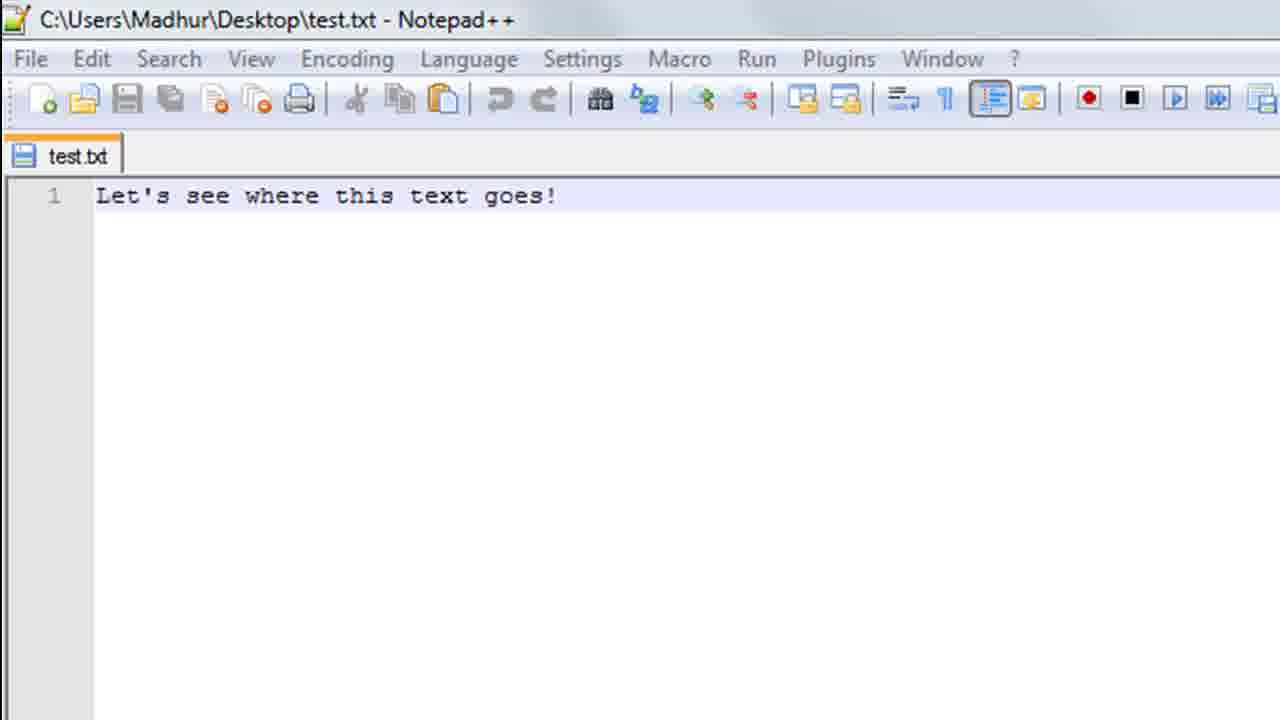 C:\Users\Madhur\Desktop\test.txt - Notepad++
File Edit Search View Encoding Language Settings Macro Run Plugins Window ?
test.txt
1 Let's see where this text goes!